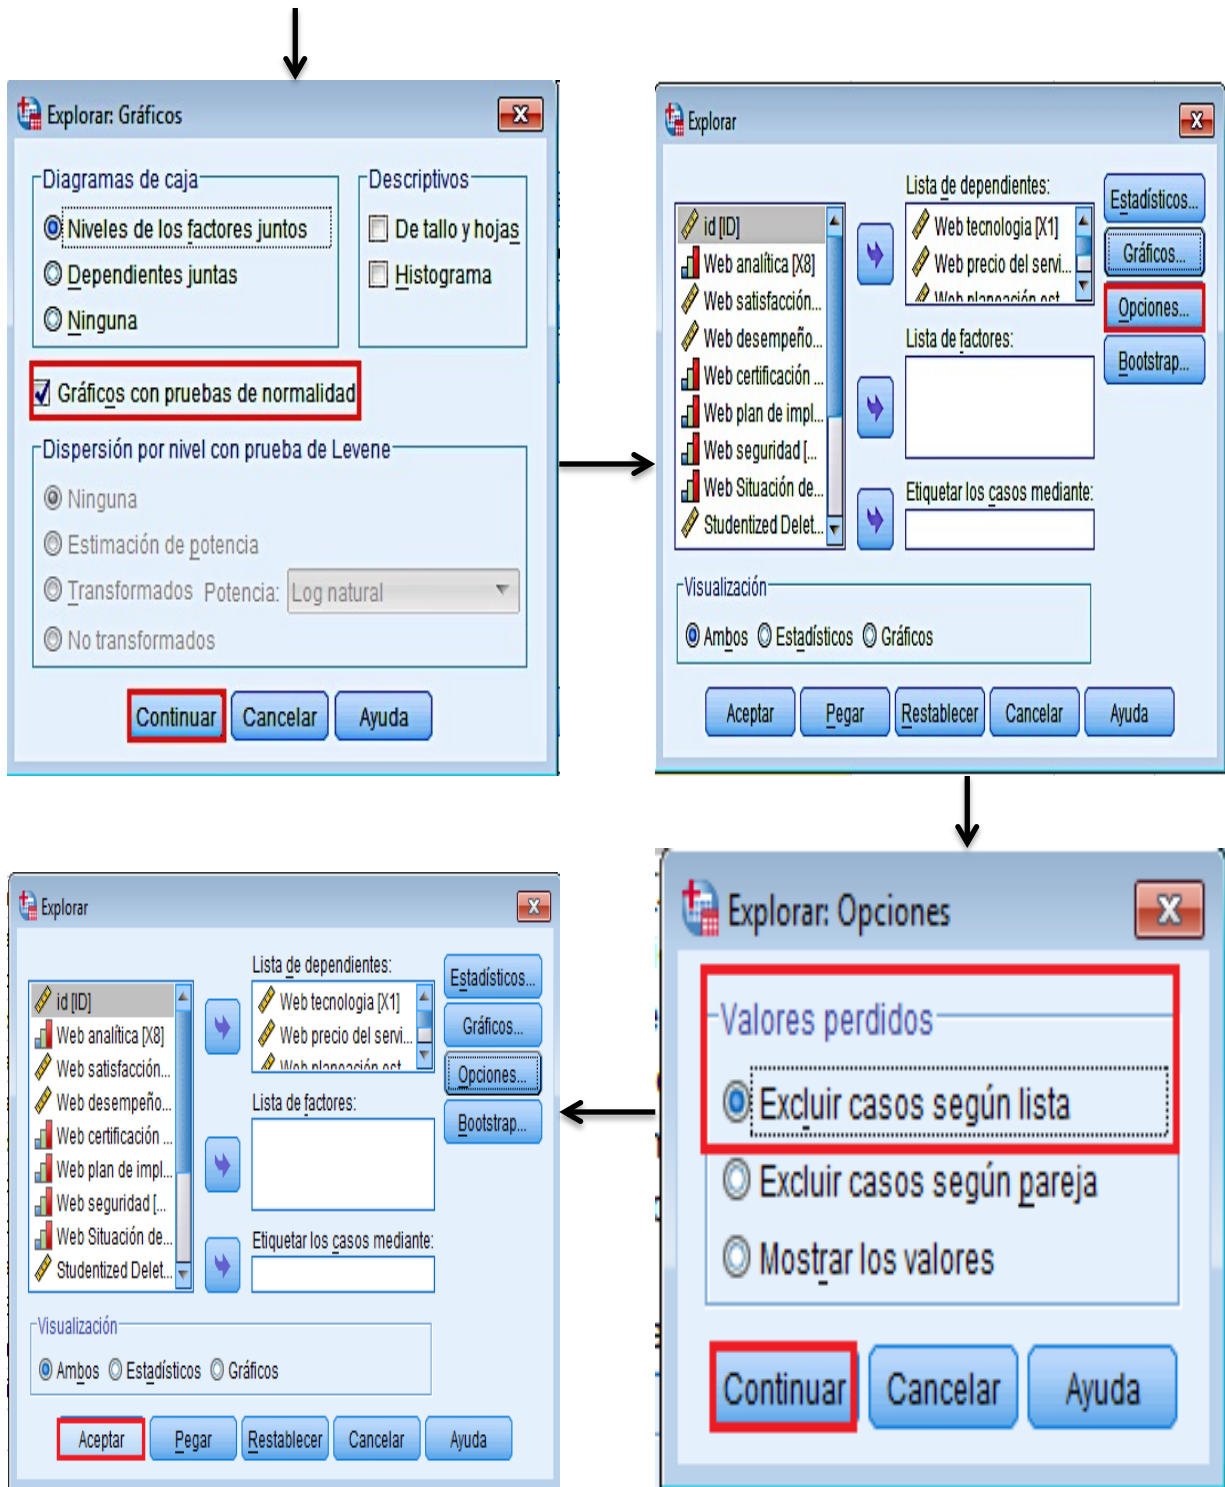 Explorar: Gráficos
Diagramas de caja
Niveles de los factores juntos
Dependientes juntas
Ninguna
Descriptivos
De tallo y hojas
Histograma
Gráficos con pruebas de normalidad
Dispersión por nivel con prueba de Levene
Ninguna
Estimación de potencia
Transformados Potencia: Log natural
No transformados
Continuar Cancelar Ayuda
Explorar
id [ID]
Web analítica [X8]
Web satisfacción...
Web desempeño...
Web certificación ...
Web plan de impl...
Web seguridad [...
Web Situación de...
Studentized Delet...
Lista de dependientes:
Web tecnologia [X1]
Web precio del servi...
Web planeación est
Lista de factores:
Etiquetar los casos mediante:
Estadísticos...
Gráficos...
Opciones...
Bootstrap...
Visualización
Ambos Estadísticos Gráficos
Aceptar Pegar Restablecer Cancelar Ayuda
Explorar
id [ID]
Web analítica [X8]
Web satisfacción...
Web desempeño...
Web certificación ...
Web plan de impl...
Web seguridad [...
Web Situación de...
Studentized Delet...
Lista de dependientes:
Web tecnologia [X1]
Web precio del servi...
Web planeación est
Lista de factores:
Etiquetar los casos mediante:
Estadísticos...
Gráficos...
Opciones...
Bootstrap...
Visualización
Ambos Estadísticos Gráficos
Aceptar Pegar Restablecer Cancelar Ayuda
Explorar: Opciones
Valores perdidos
Excluir casos según lista
Excluir casos según pareja
Mostrar los valores
Continuar Cancelar Ayuda